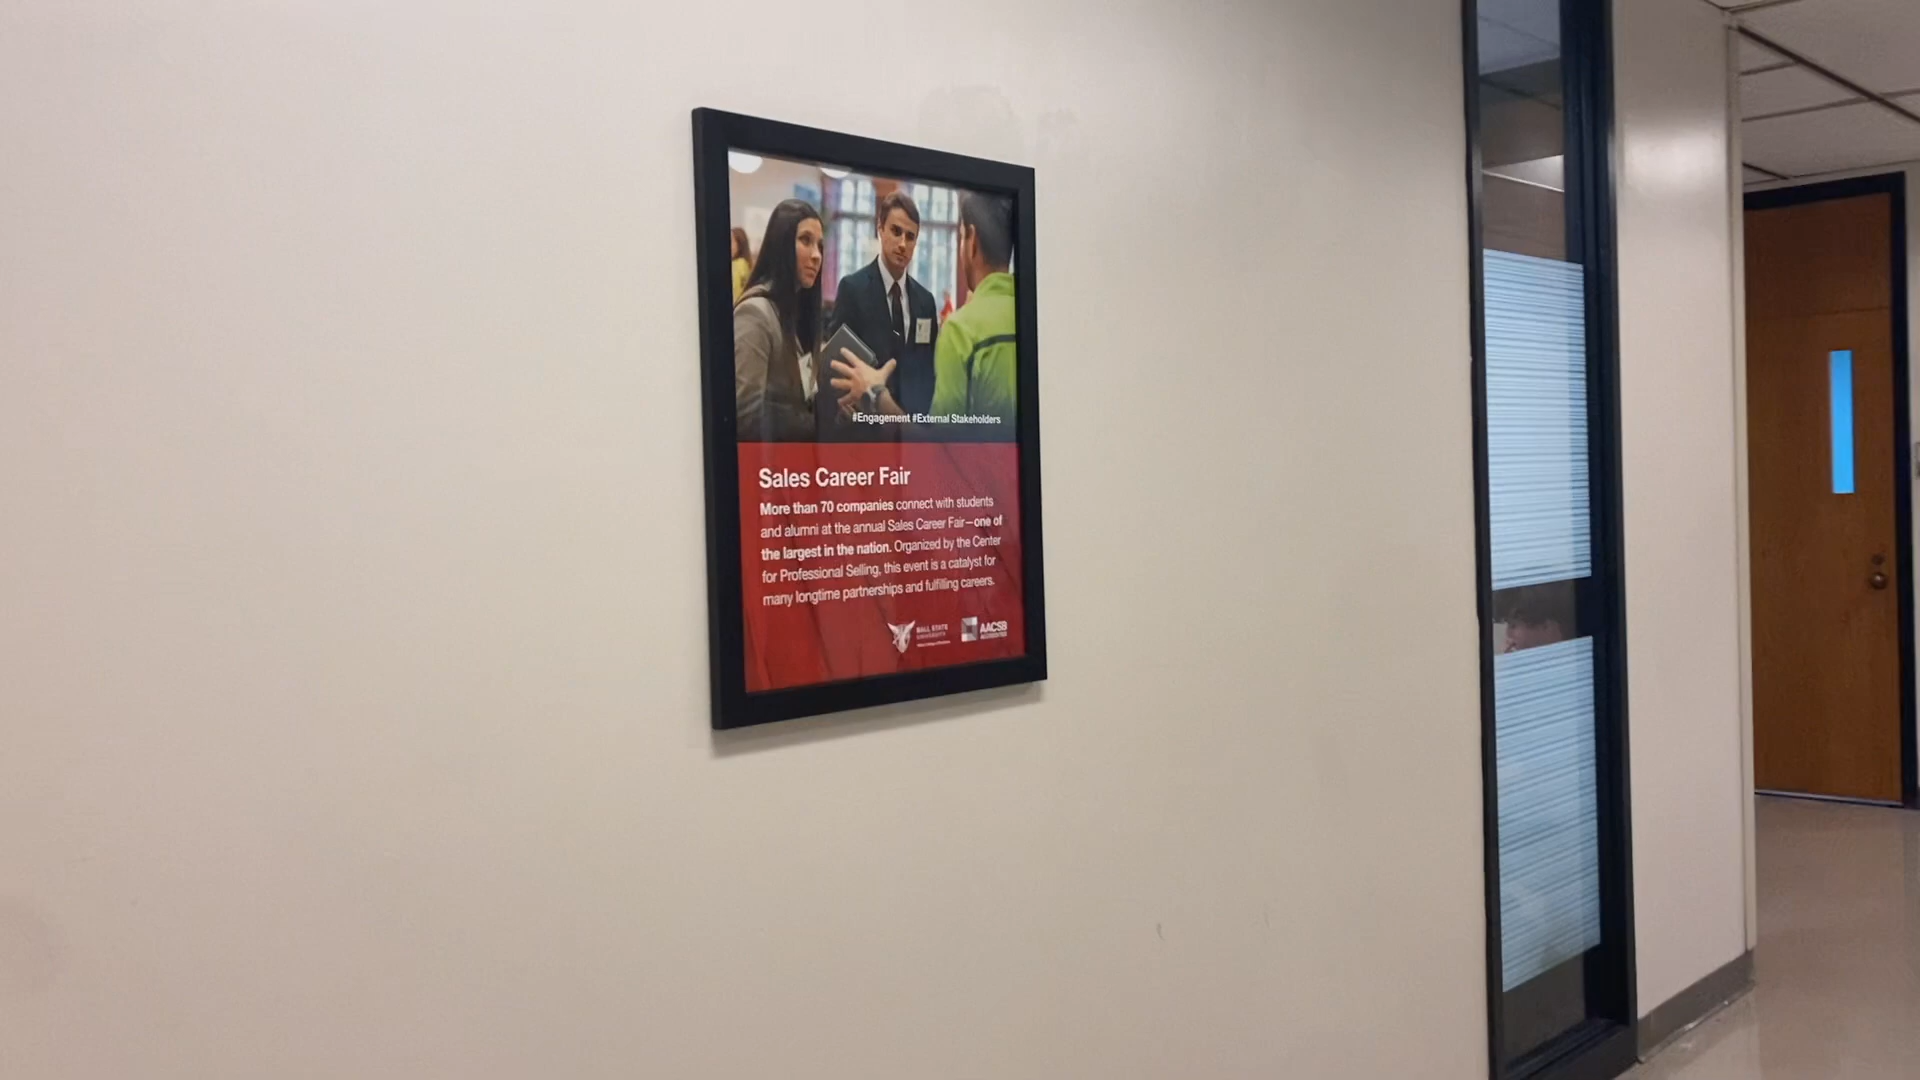 #Engagement #External Stakeholders
Sales Career Fair
More than 70 companies connect with students
and alumni at the annual Sales Career Fair—one of
the largest in the nation. Organized by the Center
for Professional Selling, this event is a catalyst for
many longtime partnerships and fulfilling careers.
BALL STATE
UNIVERSITY
AACSB
ACCREDITED